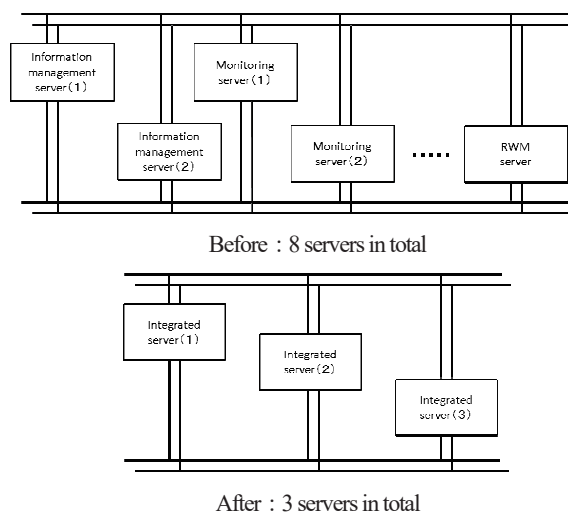 Information
management
server(1)
Monitoring
server(1)
Information
management
server(2)
Monitoring
server(2)
.....
RWM
server
Before : 8 servers in total
Integrated
server(1)
Integrated
server(2)
Integrated
server(3)
After : 3 servers in total